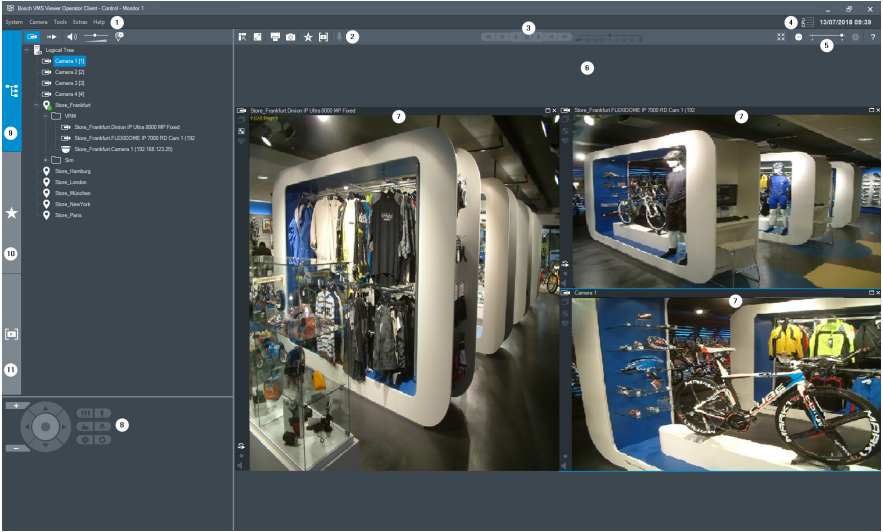 Bosch VMS Viewer Operator Client - Control - Monitor 1
System Camera Tools Extras Help 1
3
4
13/07/2018 09:39
2
5
?
6
Logical Tree
Camera 1 [1]
Camera 2 [2]
Camera 3 [3]
Camera 4 [4]
Store_Frankfurt
VRM
Store_Frankfurt.Dinion IP Ultra 8000 MP Fixed
Store_Frankfurt.FLEXIDOME IP 7000 RD Cam 1 (192
Store_Frankfurt.Camera 1 (192.168.123.25)
Sim
Store_Hamburg
Store_London
Store_München
Store_NewYork
Store_Paris
9
10
11
8
Store_Frankfurt.Dinion IP Ultra 8000 MP Fixed
7
Store_Frankfurt.FLEXIDOME IP 7000 RD Cam 1 (192
7
Camera 1
7
CUBE